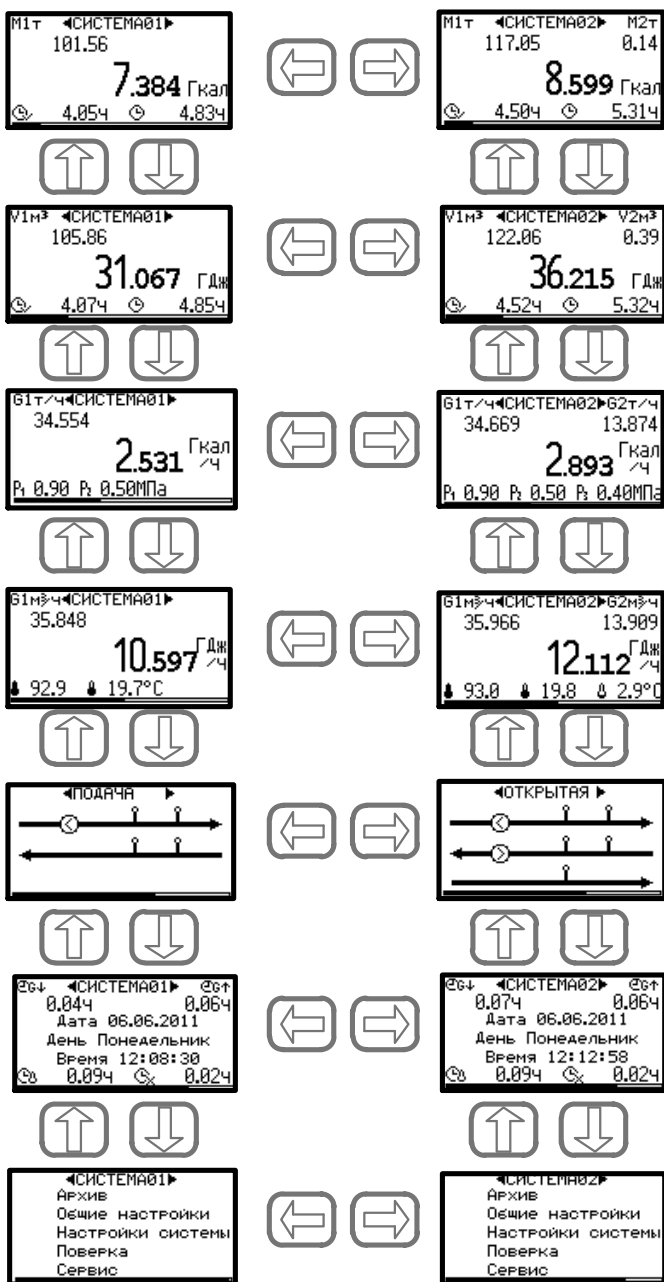 М1т ◀СИСТЕМА01▶
101.56
7.384 Гкал
4.05ч 4.83ч
М1т ◀СИСТЕМА02▶ М2т
117.05 0.14
8.599 Гкал
4.50ч 5.31ч
V1м³ ◀СИСТЕМА01▶
105.86
31.067 ГДж
4.07ч 4.85ч
V1м³ ◀СИСТЕМА02▶ V2м³
122.06 0.39
36.215 ГДж
4.52ч 5.32ч
G1т/ч◀СИСТЕМА01▶
34.554
2.531 Гкал/ч
P₁ 0.90 P₂ 0.50МПа
G1т/ч◀СИСТЕМА02▶G2т/ч
34.669 13.874
2.893 Гкал/ч
P₁ 0.90 P₂ 0.50 P₃ 0.40МПа
G1м³/ч◀СИСТЕМА01▶
35.848
10.597 ГДж/ч
92.9 19.7°C
G1м³/ч◀СИСТЕМА02▶G2м³/ч
35.966 13.909
12.112 ГДж/ч
93.0 19.8 2.9°C
◀ПОДАЧА ▶
◀ОТКРЫТАЯ ▶
G↓ ◀СИСТЕМА01▶ G↑
0.04ч 0.06ч
Дата 06.06.2011
День Понедельник
Время 12:08:30
0.09ч 0.02ч
G↓ ◀СИСТЕМА02▶ G↑
0.07ч 0.06ч
Дата 06.06.2011
День Понедельник
Время 12:12:58
0.09ч 0.02ч
◀СИСТЕМА01▶
Архив
Общие настройки
Настройки системы
Поверка
Сервис
◀СИСТЕМА02▶
Архив
Общие настройки
Настройки системы
Поверка
Сервис